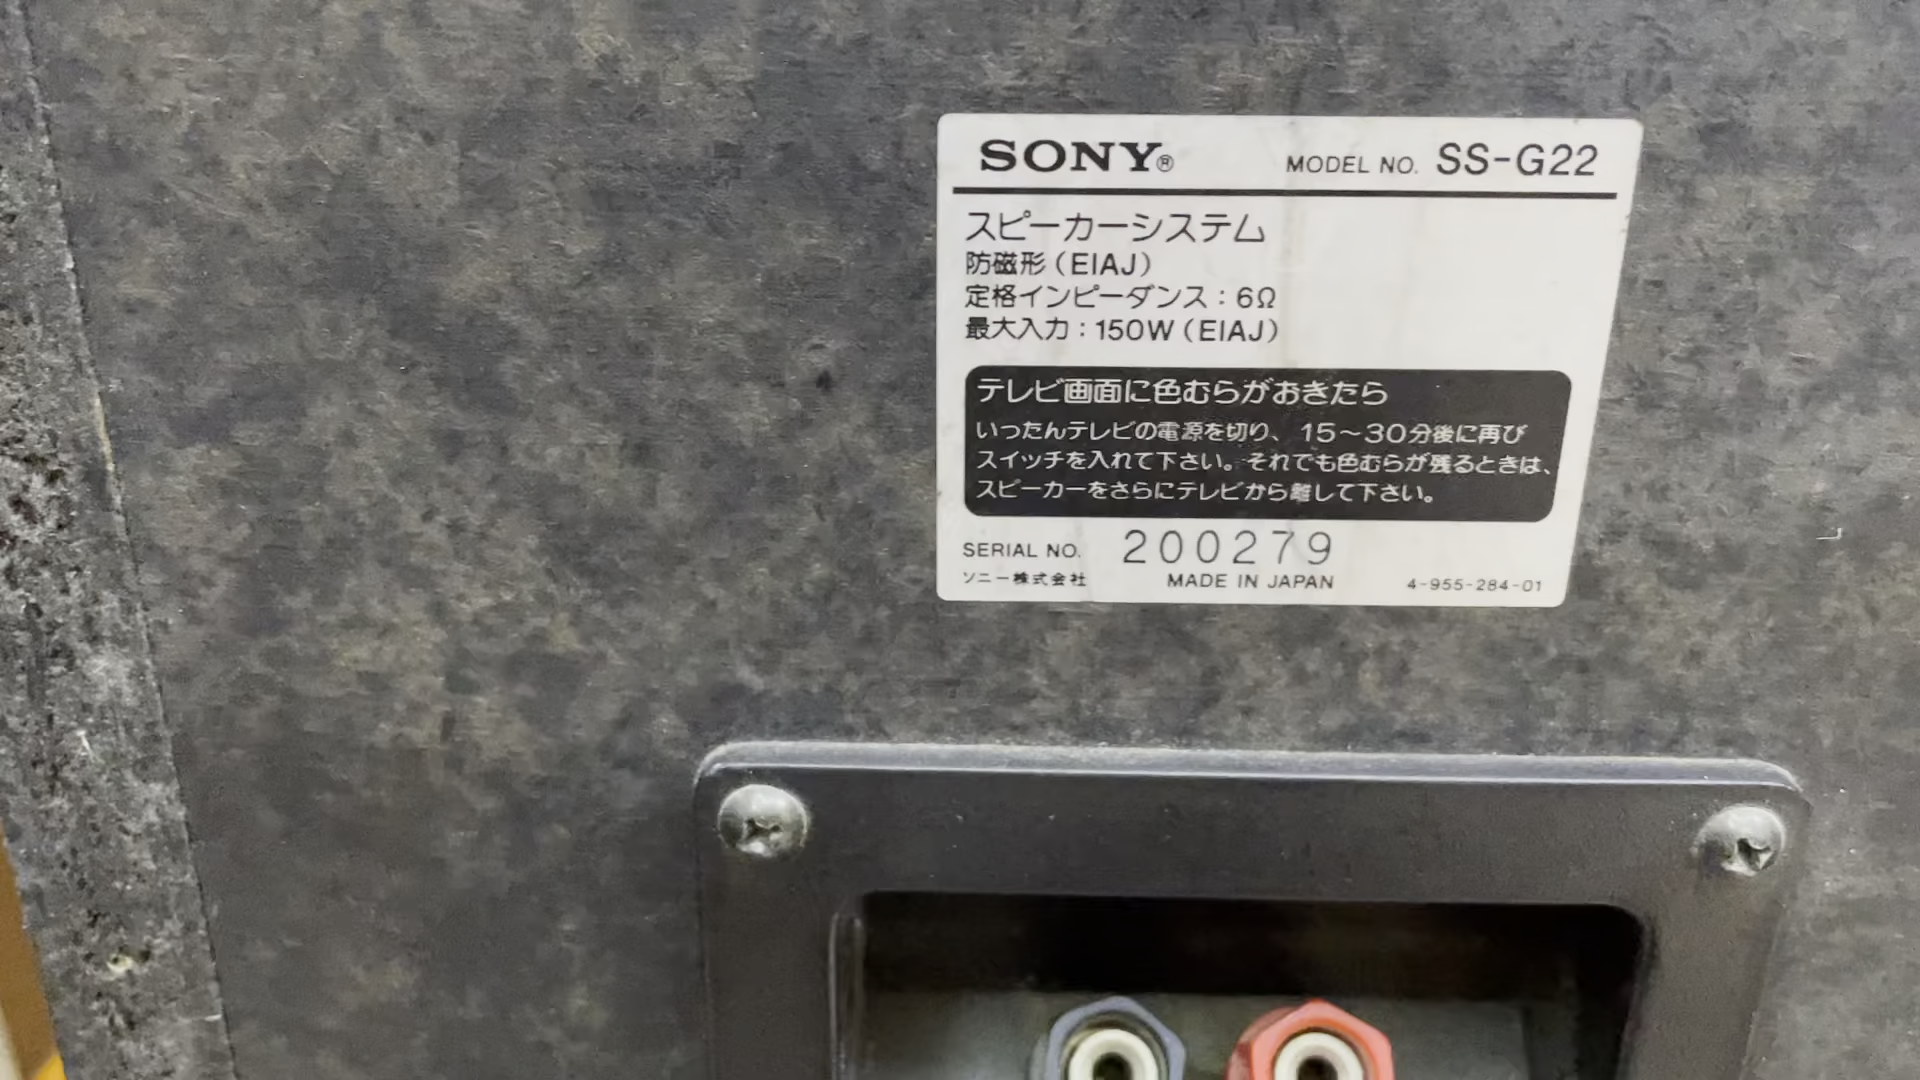 SONY® MODEL NO. SS-G22
スピーカーシステム
防磁形(EIAJ)
定格インピーダンス:6Ω
最大入力:150W(EIAJ)
テレビ画面に色むらがおきたら
いったんテレビの電源を切り、15〜30分後に再び
スイッチを入れて下さい。それでも色むらが残るときは、
スピーカーをさらにテレビから離して下さい。
SERIAL NO. 200279
ソニー株式会社 MADE IN JAPAN 4-955-284-01